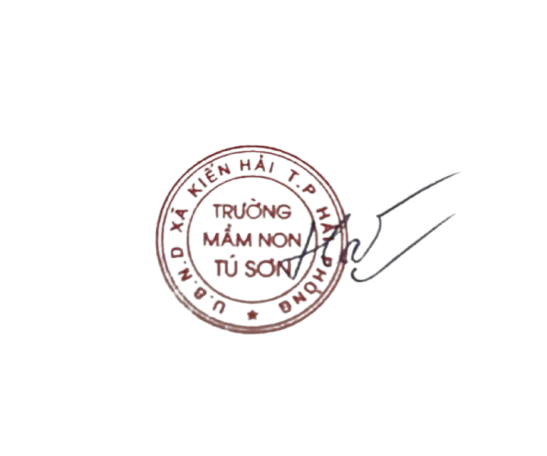 U.B.N.D XÃ KIẾN HẢI T.P HẢI PHÒNG
TRƯỜNG
MẦM NON
TÚ SƠN